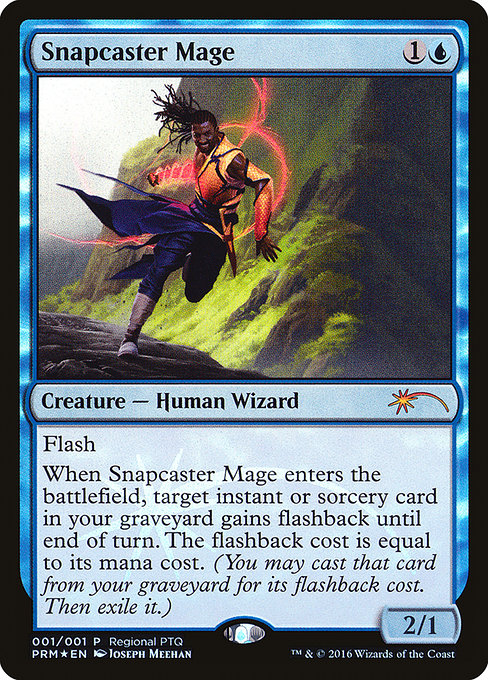 Snapcaster Mage 1
Creature — Human Wizard
Flash
When Snapcaster Mage enters the
battlefield, target instant or sorcery card
in your graveyard gains flashback until
end of turn. The flashback cost is equal
to its mana cost. (You may cast that
card from your graveyard for its flashback cost.
Then exile it.)
2/1
001/001 P Regional PTQ
PRM★EN Joseph Meehan ™ & © 2016 Wizards of the Coast